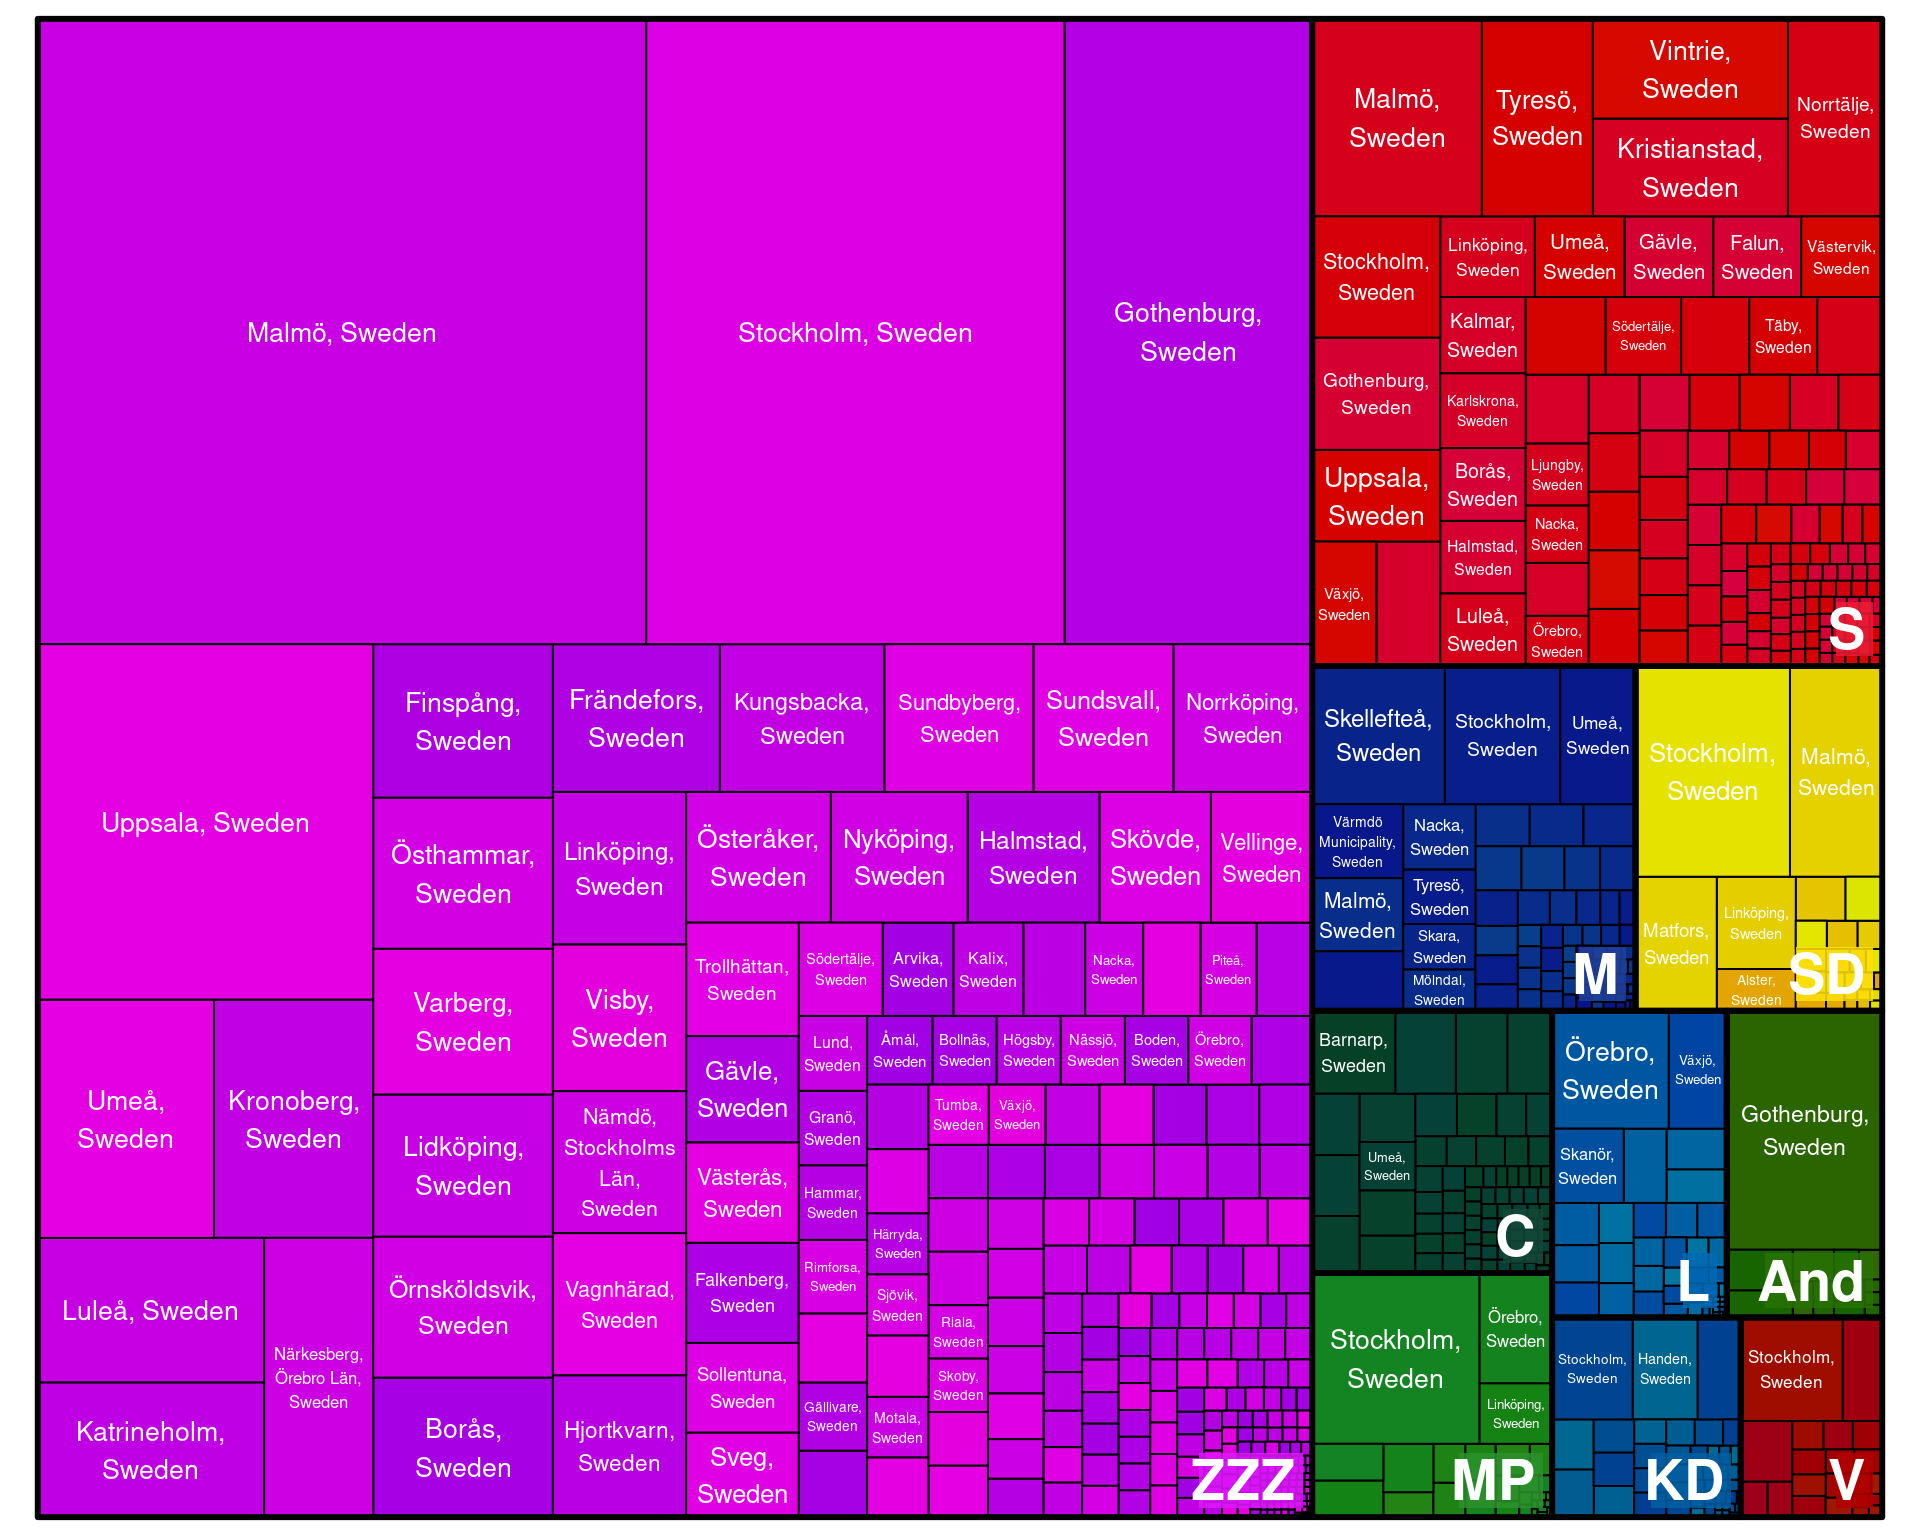 Malmö, Sweden
Stockholm, Sweden
Gothenburg,
Sweden
Uppsala, Sweden
Finspång,
Sweden
Frändefors,
Sweden
Kungsbacka,
Sweden
Sundbyberg,
Sweden
Sundsvall,
Sweden
Norrköping,
Sweden
Östhammar,
Sweden
Linköping,
Sweden
Österåker,
Sweden
Nyköping,
Sweden
Halmstad,
Sweden
Skövde,
Sweden
Vellinge,
Sweden
Varberg,
Sweden
Visby,
Sweden
Trollhättan,
Sweden
Södertälje,
Sweden
Arvika,
Sweden
Kalix,
Sweden
Nacka,
Sweden
Piteå,
Sweden
Umeå,
Sweden
Kronoberg,
Sweden
Lidköping,
Sweden
Nämdö,
Stockholms
Län,
Sweden
Gävle,
Sweden
Lund,
Sweden
Åmål,
Sweden
Bollnäs,
Sweden
Högsby,
Sweden
Nässjö,
Sweden
Boden,
Sweden
Örebro,
Sweden
Granö,
Sweden
Tumba,
Sweden
Växjö,
Sweden
Västerås,
Sweden
Hammar,
Sweden
Härryda,
Sweden
Luleå, Sweden
Närkesberg,
Örebro Län,
Sweden
Örnsköldsvik,
Sweden
Vagnhärad,
Sweden
Falkenberg,
Sweden
Rimforsa,
Sweden
Sjövik,
Sweden
Riala,
Sweden
Skoby,
Sweden
Sollentuna,
Sweden
Gällivare,
Sweden
Motala,
Sweden
Katrineholm,
Sweden
Borås,
Sweden
Hjortkvarn,
Sweden
Sveg,
Sweden
ZZZ
Malmö,
Sweden
Tyresö,
Sweden
Vintrie,
Sweden
Kristianstad,
Sweden
Norrtälje,
Sweden
Stockholm,
Sweden
Linköping,
Sweden
Umeå,
Sweden
Gävle,
Sweden
Falun,
Sweden
Västervik,
Sweden
Kalmar,
Sweden
Södertälje,
Sweden
Täby,
Sweden
Gothenburg,
Sweden
Karlskrona,
Sweden
Uppsala,
Sweden
Borås,
Sweden
Ljungby,
Sweden
Halmstad,
Sweden
Nacka,
Sweden
Växjö,
Sweden
Luleå,
Sweden
Örebro,
Sweden
S
Skellefteå,
Sweden
Stockholm,
Sweden
Umeå,
Sweden
Värmdö
Municipality,
Sweden
Nacka,
Sweden
Malmö,
Sweden
Tyresö,
Sweden
Skara,
Sweden
Mölndal,
Sweden
M
Stockholm,
Sweden
Malmö,
Sweden
Matfors,
Sweden
Linköping,
Sweden
Alster,
Sweden
SD
Barnarp,
Sweden
Umeå,
Sweden
C
Örebro,
Sweden
Växjö,
Sweden
Skanör,
Sweden
L
Gothenburg,
Sweden
And
Stockholm,
Sweden
Örebro,
Sweden
Linköping,
Sweden
MP
Stockholm,
Sweden
Handen,
Sweden
KD
Stockholm,
Sweden
V